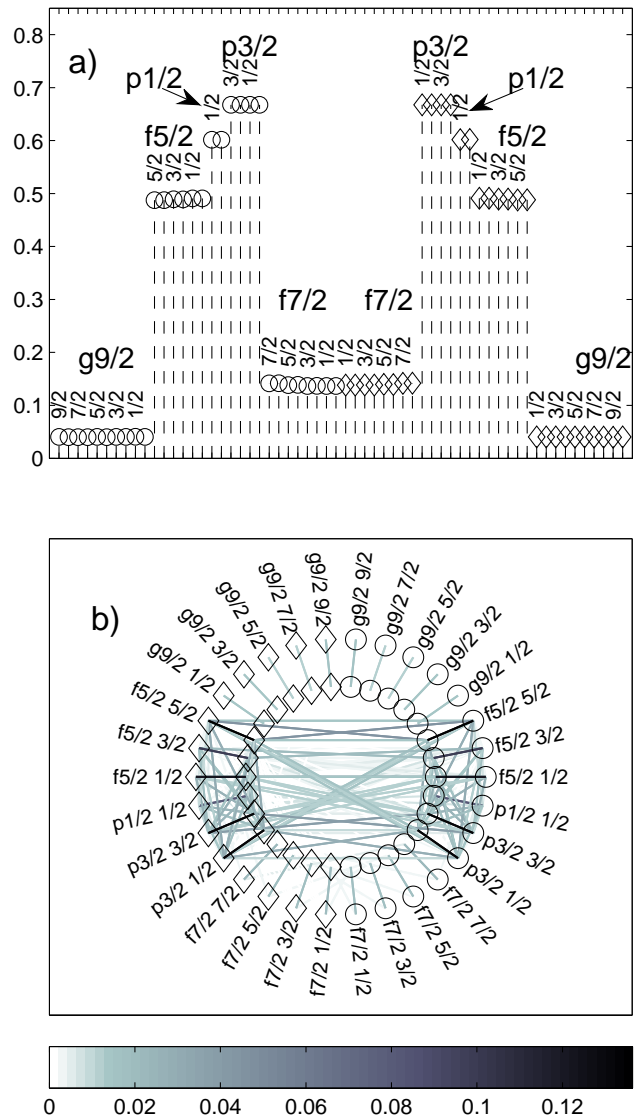 0.8
0.7
0.6
0.5
0.4
0.3
0.2
0.1
0
a)
p3/2
p3/2
p1/2
p1/2
3/2
1/2
1/2
3/2
1/2
1/2
f5/2
f5/2
5/2
3/2
1/2
1/2
3/2
5/2
f7/2
f7/2
7/2
5/2
3/2
1/2
1/2
3/2
5/2
7/2
g9/2
g9/2
9/2
7/2
5/2
3/2
1/2
1/2
3/2
5/2
7/2
9/2
b)
g9/2 9/2
g9/2 7/2
g9/2 5/2
g9/2 3/2
g9/2 1/2
f5/2 5/2
f5/2 3/2
f5/2 1/2
p1/2 1/2
p3/2 3/2
p3/2 1/2
f7/2 7/2
f7/2 5/2
f7/2 3/2
f7/2 1/2
f7/2 1/2
f7/2 3/2
f7/2 5/2
f7/2 7/2
p3/2 1/2
p3/2 3/2
p1/2 1/2
f5/2 1/2
f5/2 3/2
f5/2 5/2
g9/2 1/2
g9/2 3/2
g9/2 5/2
g9/2 7/2
g9/2 9/2
0 0.02 0.04 0.06 0.08 0.1 0.12